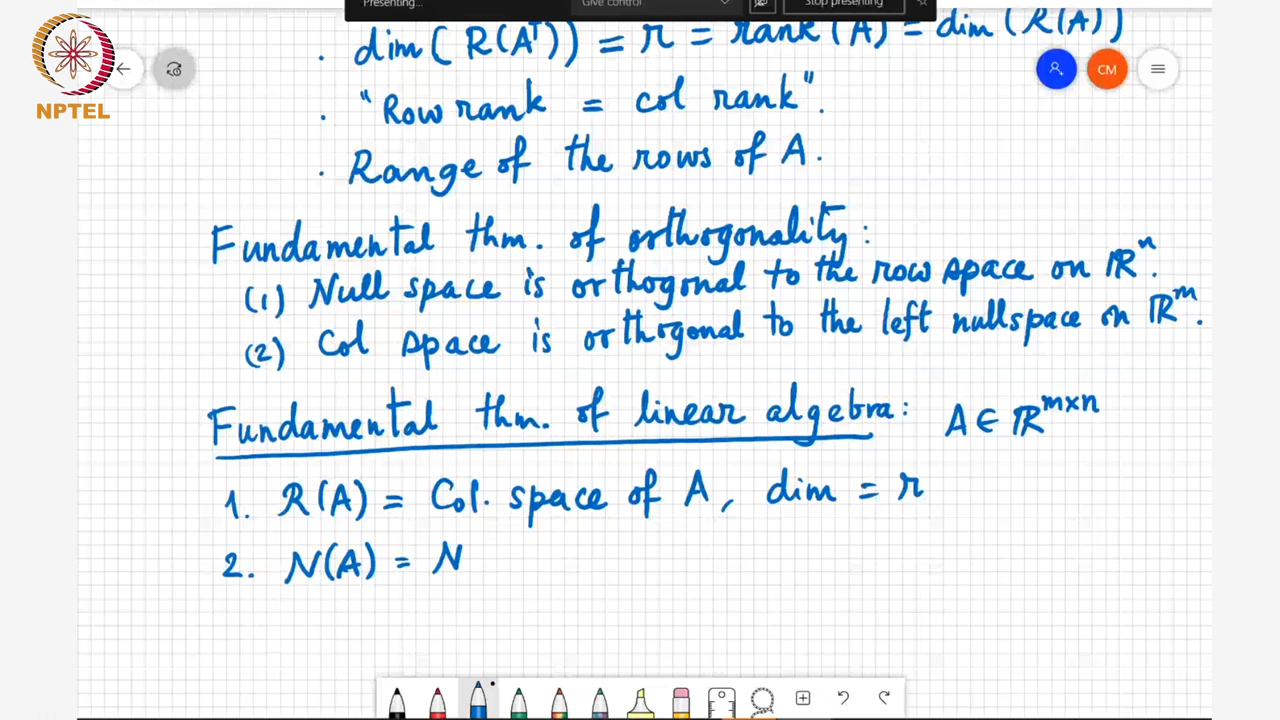 Presenting...
Give control
Stop presenting
. dim (R(Aᵀ)) = r = rank (A) = dim (R(A))
NPTEL
CM
. "Row rank = col rank".
. Range of the rows of A.
Fundamental thm. of orthogonality:
(1) Null space is orthogonal to the row space on ℝⁿ.
(2) Col space is orthogonal to the left nullspace on ℝᵐ.
Fundamental thm. of linear algebra: A ∈ ℝᵐˣⁿ
1. R(A) = Col. space of A, dim = r
2. N(A) = N